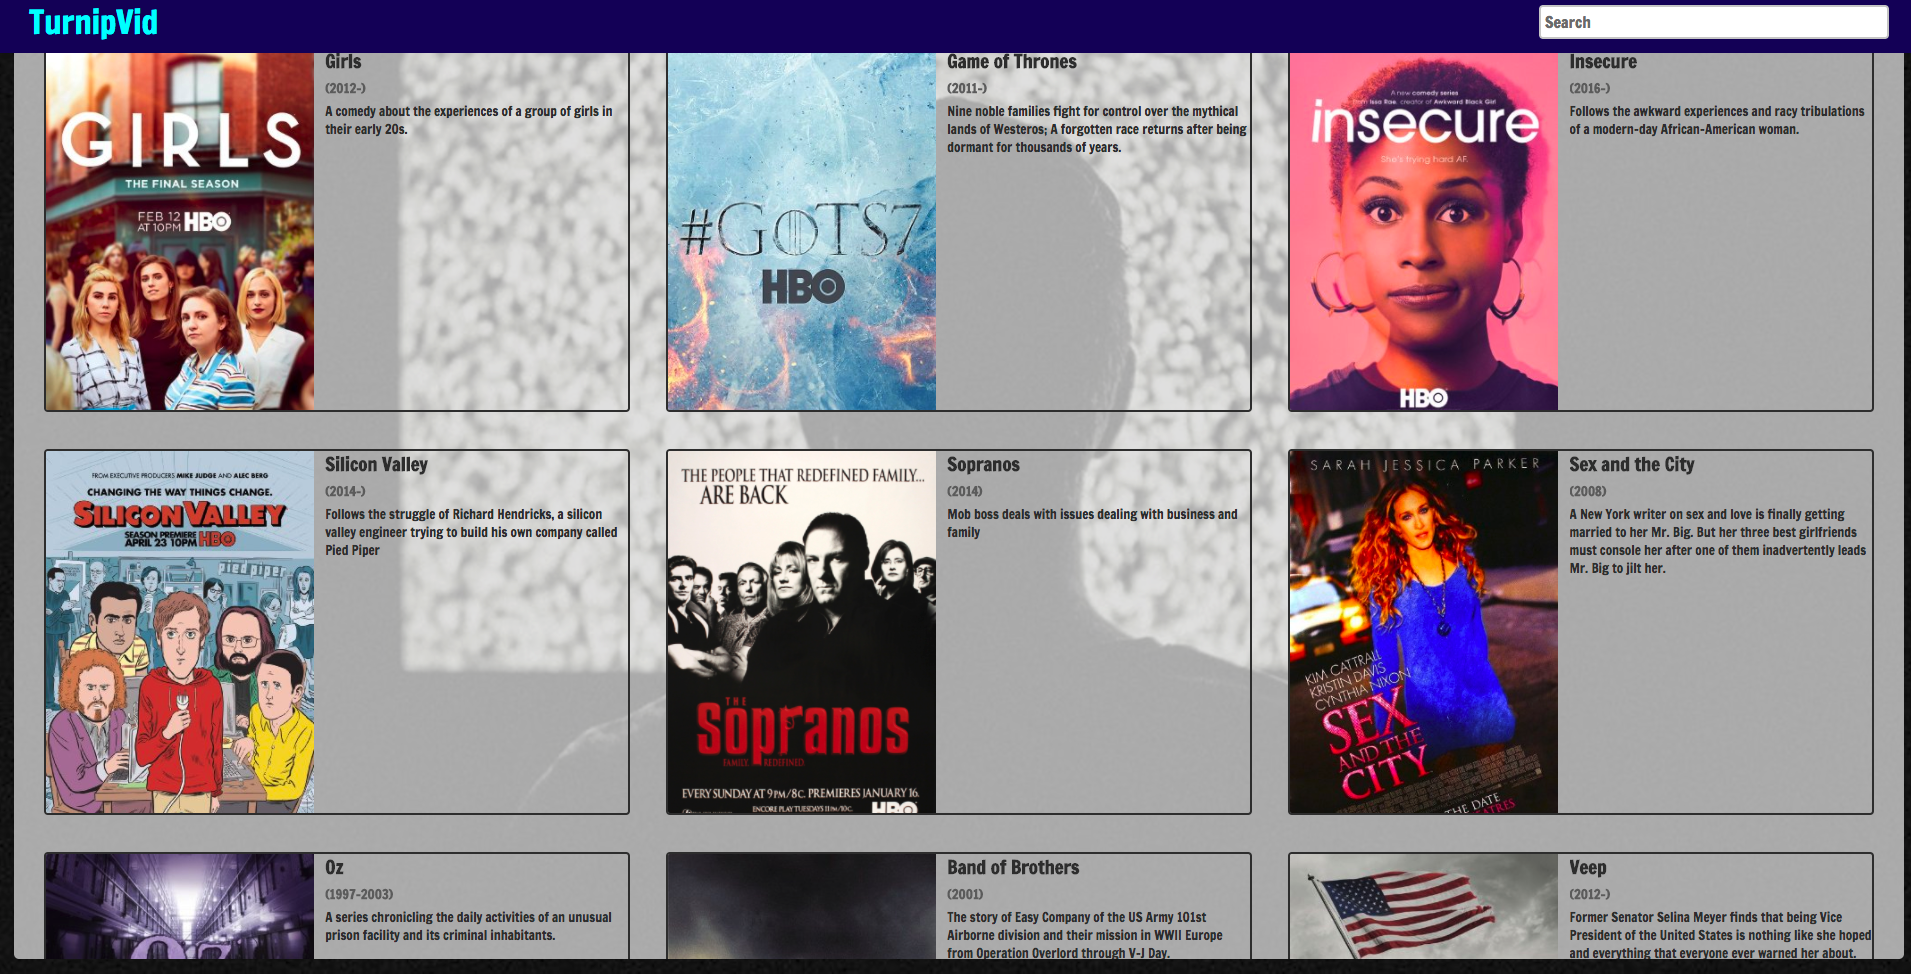 TurnipVid
Search
GIRLS
THE FINAL SEASON
FEB 12
AT 10PM HBO
Girls
(2012-)
A comedy about the experiences of a group of girls in
their early 20s.
#GOTS7
HBO
Game of Thrones
(2011-)
Nine noble families fight for control over the mythical
lands of Westeros; A forgotten race returns after being
dormant for thousands of years.
A new comedy series
from Issa Rae, creator of Awkward Black Girl
insecure
She's trying hard AF.
HBO
Insecure
(2016-)
Follows the awkward experiences and racy tribulations
of a modern-day African-American woman.
FROM EXECUTIVE PRODUCERS MIKE JUDGE AND ALEC BERG
CHANGING THE WAY THINGS CHANGE.
SILICON VALLEY
SEASON PREMIERE
APRIL 23 10PM HBO
pied piper
Silicon Valley
(2014-)
Follows the struggle of Richard Hendricks, a silicon
valley engineer trying to build his own company called
Pied Piper
THE PEOPLE THAT REDEFINED FAMILY...
ARE BACK
THE
Sopranos
FAMILY REDEFINED
EVERY SUNDAY AT 9PM/8C. PREMIERES JANUARY 16.
ENCORE PLAY TUESDAYS 11PM/10C.
HBO
Sopranos
(2014)
Mob boss deals with issues dealing with business and
family
SARAH JESSICA PARKER
KIM CATTRALL
KRISTIN DAVIS
CYNTHIA NIXON
SEX
AND THE
CITY
THE DATE
Sex and the City
(2008)
A New York writer on sex and love is finally getting
married to her Mr. Big. But her three best girlfriends
must console her after one of them inadvertently leads
Mr. Big to jilt her.
Oz
Oz
(1997-2003)
A series chronicling the daily activities of an unusual
prison facility and its criminal inhabitants.
Band of Brothers
(2001)
The story of Easy Company of the US Army 101st
Airborne division and their mission in WWII Europe
from Operation Overlord through V-J Day.
Veep
(2012-)
Former Senator Selina Meyer finds that being Vice
President of the United States is nothing like she hoped
and everything that everyone ever warned her about.